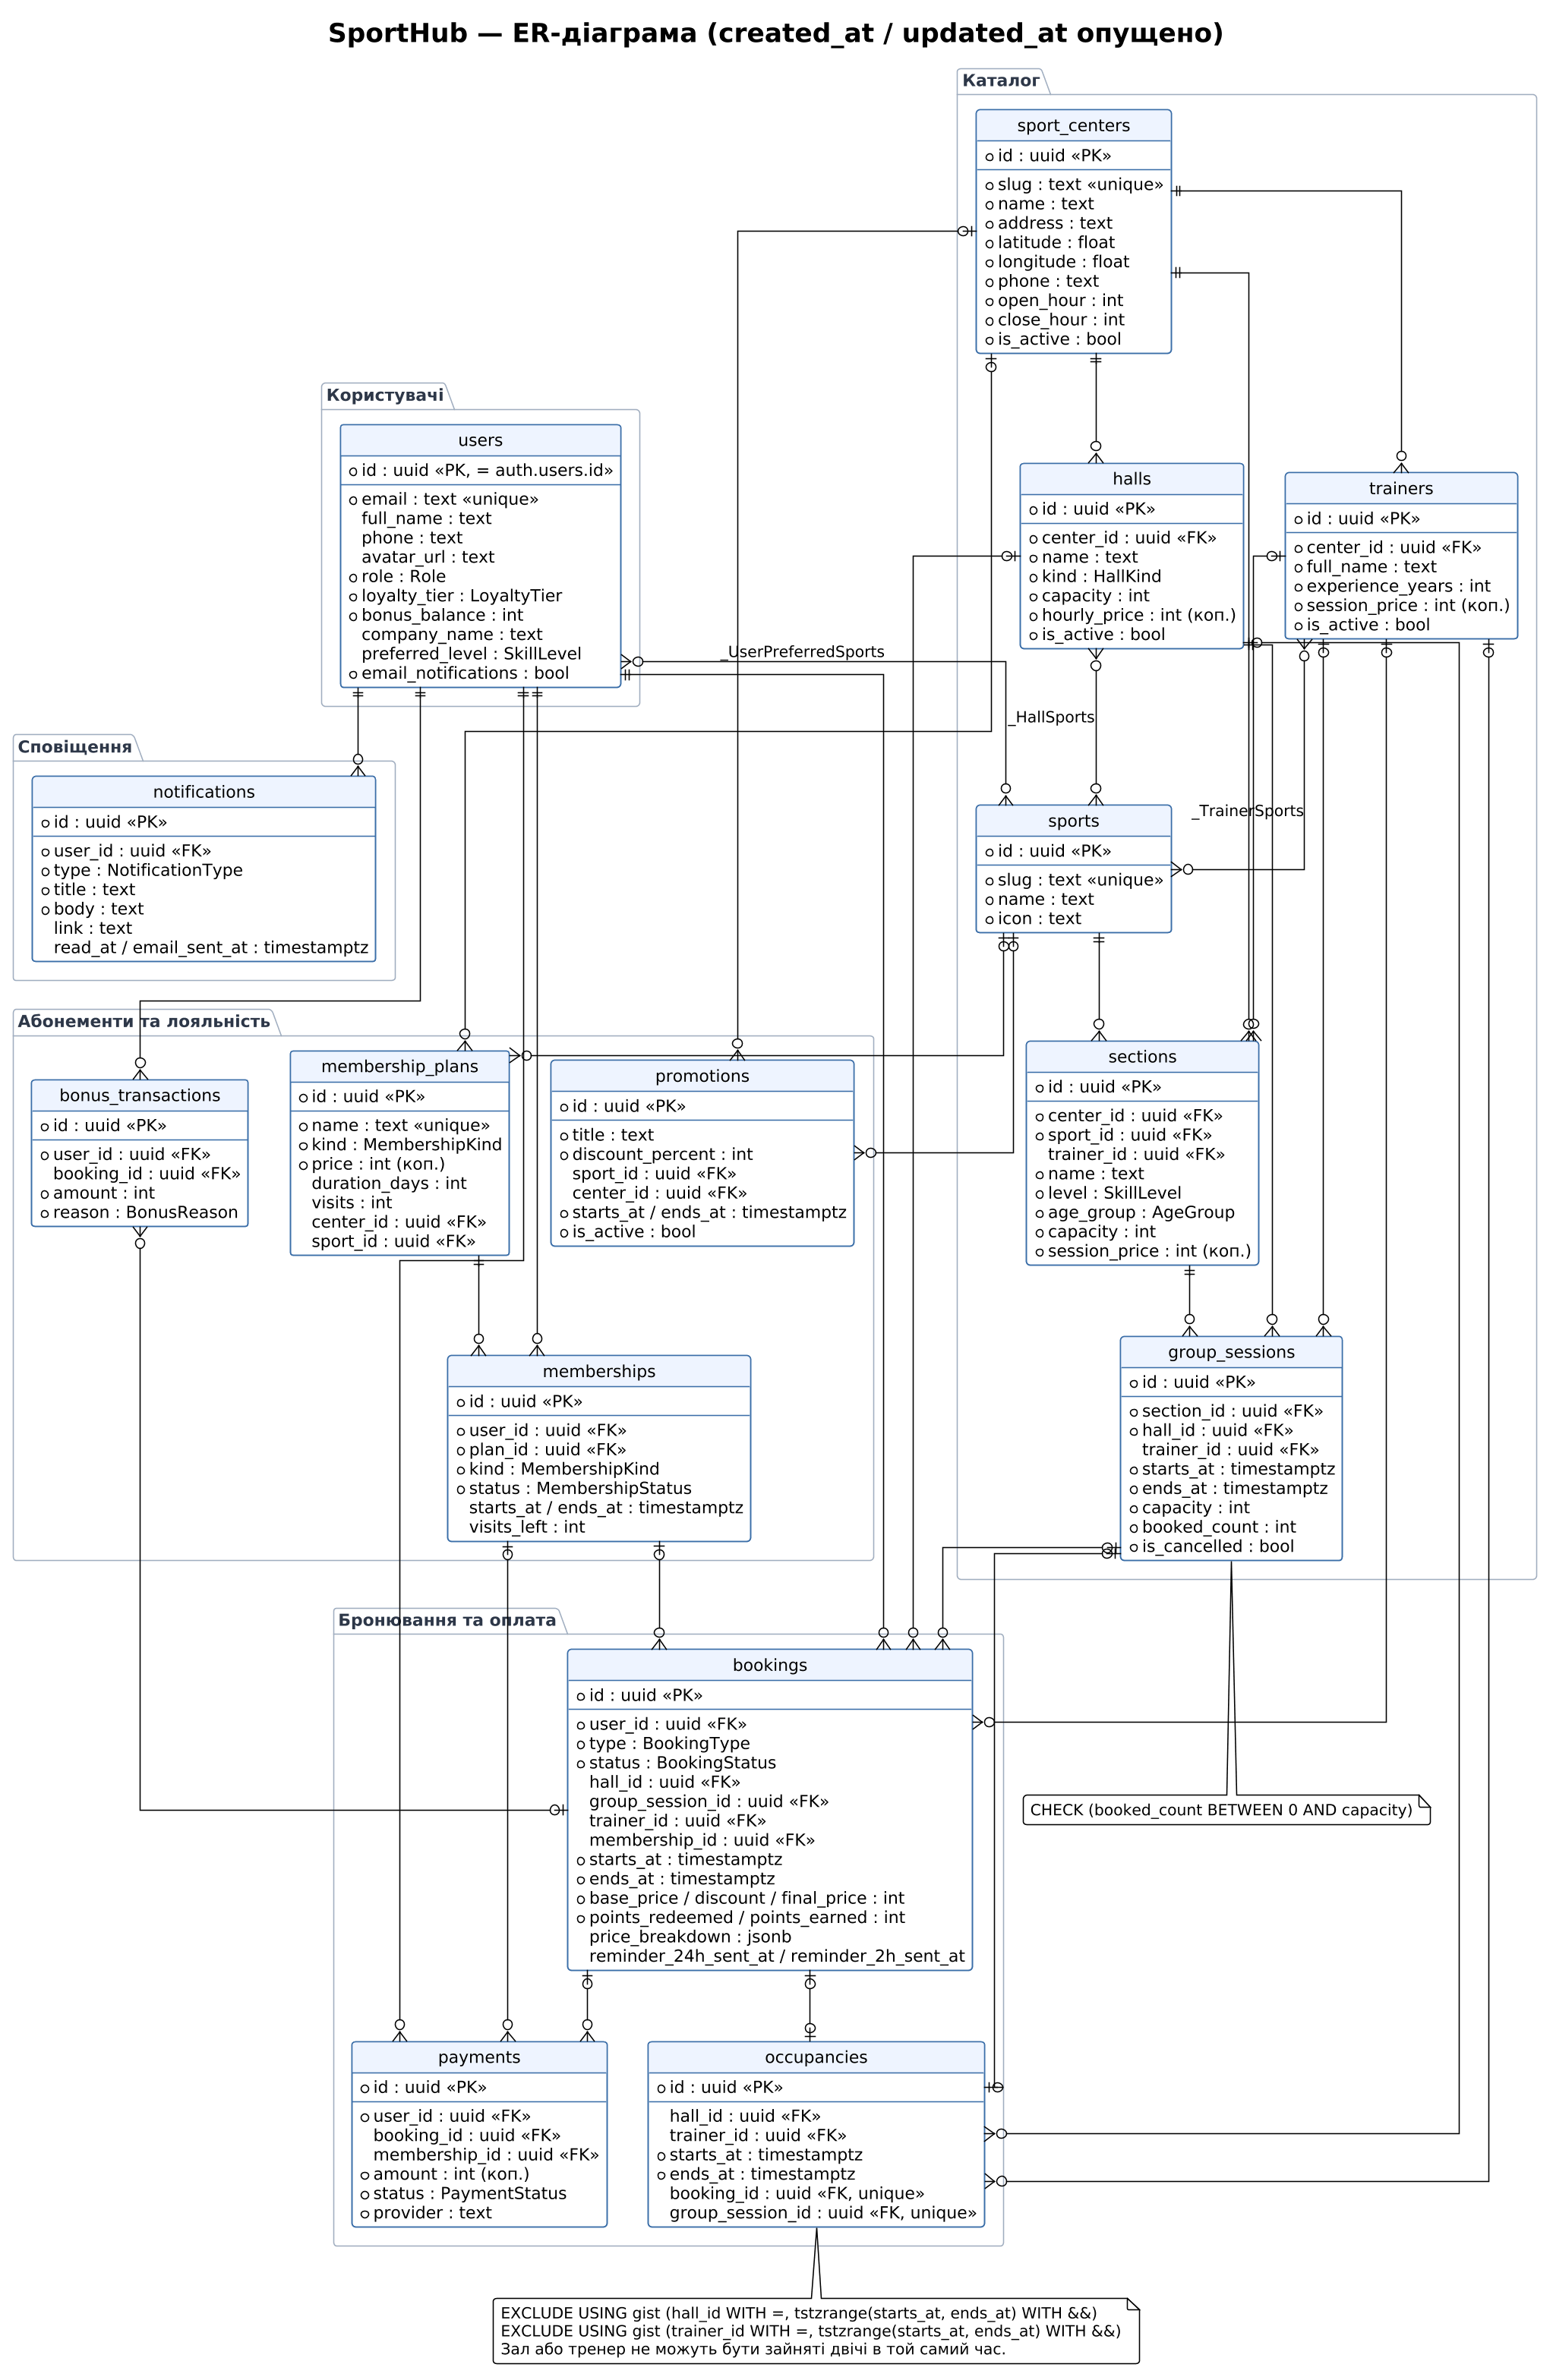 SportHub — ER-діаграма (created_at / updated_at опущено)
Каталог
sport_centers
id : uuid «PK»
slug : text «unique»
name : text
address : text
latitude : float
longitude : float
phone : text
open_hour : int
close_hour : int
is_active : bool
Користувачі
users
id : uuid «PK, = auth.users.id»
email : text «unique»
full_name : text
phone : text
avatar_url : text
role : Role
loyalty_tier : LoyaltyTier
bonus_balance : int
company_name : text
preferred_level : SkillLevel
email_notifications : bool
halls
id : uuid «PK»
center_id : uuid «FK»
name : text
kind : HallKind
capacity : int
hourly_price : int (коп.)
is_active : bool
trainers
id : uuid «PK»
center_id : uuid «FK»
full_name : text
experience_years : int
session_price : int (коп.)
is_active : bool
_UserPreferredSports
_HallSports
_TrainerSports
Сповіщення
notifications
id : uuid «PK»
user_id : uuid «FK»
type : NotificationType
title : text
body : text
link : text
read_at / email_sent_at : timestamptz
sports
id : uuid «PK»
slug : text «unique»
name : text
icon : text
Абонементи та лояльність
bonus_transactions
id : uuid «PK»
user_id : uuid «FK»
booking_id : uuid «FK»
amount : int
reason : BonusReason
membership_plans
id : uuid «PK»
name : text «unique»
kind : MembershipKind
price : int (коп.)
duration_days : int
visits : int
center_id : uuid «FK»
sport_id : uuid «FK»
promotions
id : uuid «PK»
title : text
discount_percent : int
sport_id : uuid «FK»
center_id : uuid «FK»
starts_at / ends_at : timestamptz
is_active : bool
sections
id : uuid «PK»
center_id : uuid «FK»
sport_id : uuid «FK»
trainer_id : uuid «FK»
name : text
level : SkillLevel
age_group : AgeGroup
capacity : int
session_price : int (коп.)
memberships
id : uuid «PK»
user_id : uuid «FK»
plan_id : uuid «FK»
kind : MembershipKind
status : MembershipStatus
starts_at / ends_at : timestamptz
visits_left : int
group_sessions
id : uuid «PK»
section_id : uuid «FK»
hall_id : uuid «FK»
trainer_id : uuid «FK»
starts_at : timestamptz
ends_at : timestamptz
capacity : int
booked_count : int
is_cancelled : bool
Бронювання та оплата
bookings
id : uuid «PK»
user_id : uuid «FK»
type : BookingType
status : BookingStatus
hall_id : uuid «FK»
group_session_id : uuid «FK»
trainer_id : uuid «FK»
membership_id : uuid «FK»
starts_at : timestamptz
ends_at : timestamptz
base_price / discount / final_price : int
points_redeemed / points_earned : int
price_breakdown : jsonb
reminder_24h_sent_at / reminder_2h_sent_at
CHECK (booked_count BETWEEN 0 AND capacity)
payments
id : uuid «PK»
user_id : uuid «FK»
booking_id : uuid «FK»
membership_id : uuid «FK»
amount : int (коп.)
status : PaymentStatus
provider : text
occupancies
id : uuid «PK»
hall_id : uuid «FK»
trainer_id : uuid «FK»
starts_at : timestamptz
ends_at : timestamptz
booking_id : uuid «FK, unique»
group_session_id : uuid «FK, unique»
EXCLUDE USING gist (hall_id WITH =, tstzrange(starts_at, ends_at) WITH &&)
EXCLUDE USING gist (trainer_id WITH =, tstzrange(starts_at, ends_at) WITH &&)
Зал або тренер не можуть бути зайняті двічі в той самий час.